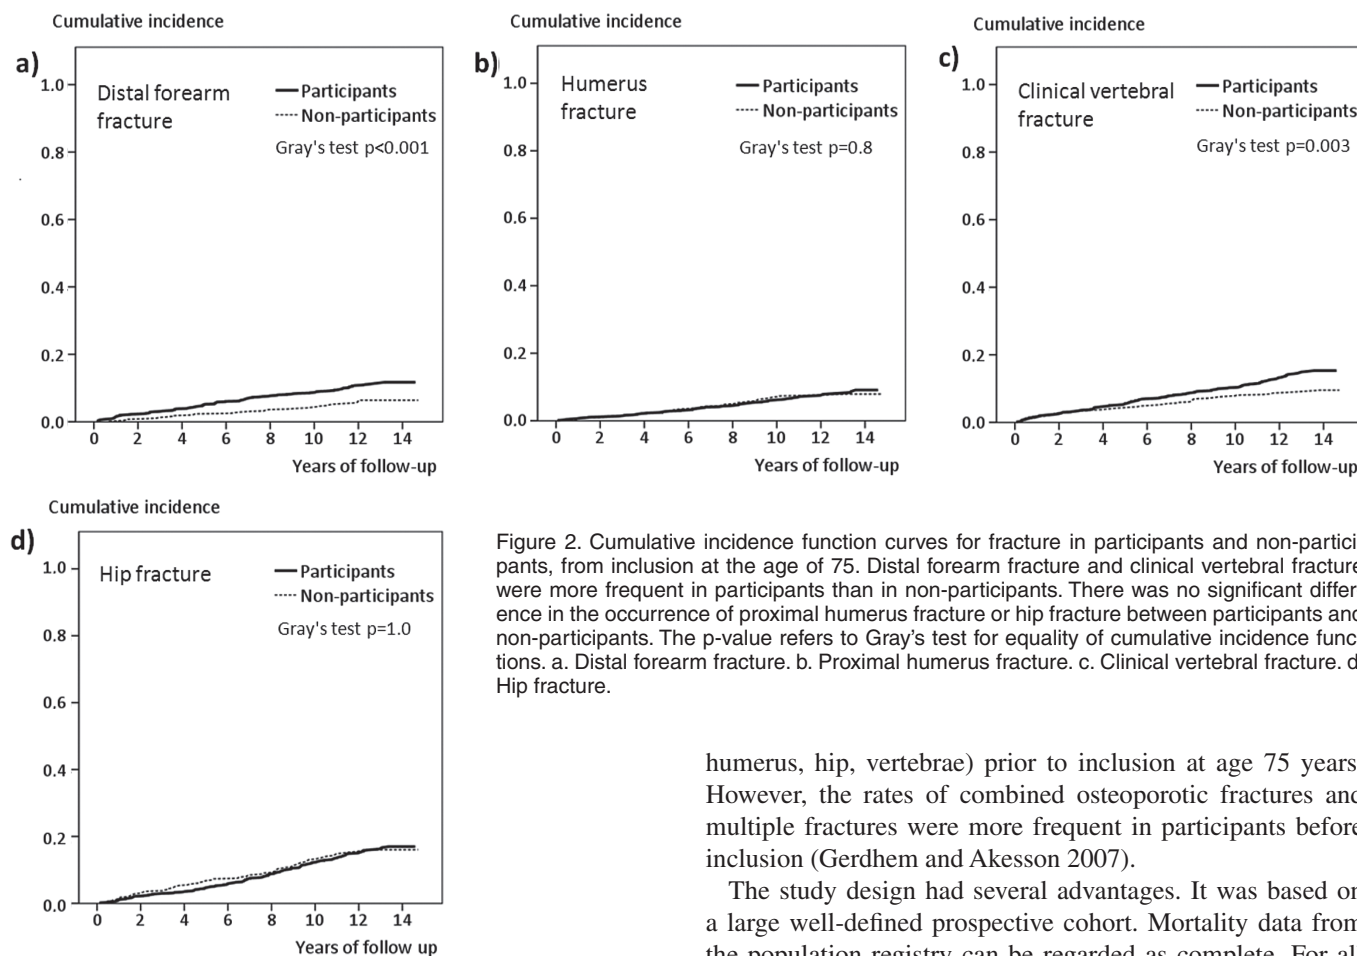 Cumulative incidence
a)
Distal forearm
fracture
Participants
Non-participants
Gray's test p<0.001
1.0
0.8
0.6
0.4
0.2
0.0
0 2 4 6 8 10 12 14
Years of follow-up
Cumulative incidence
b)
Humerus
fracture
Participants
Non-participants
Gray's test p=0.8
1.0
0.8
0.6
0.4
0.2
0.0
0 2 4 6 8 10 12 14
Years of follow-up
Cumulative incidence
c)
Clinical vertebral
fracture
Participants
Non-participants
Gray's test p=0.003
1.0
0.8
0.6
0.4
0.2
0.0
0 2 4 6 8 10 12 14
Years of follow-up
Cumulative incidence
d)
Hip fracture
Participants
Non-participants
Gray's test p=1.0
1.0
0.8
0.6
0.4
0.2
0.0
0 2 4 6 8 10 12 14
Years of follow up
Figure 2. Cumulative incidence function curves for fracture in participants and non-partici
pants, from inclusion at the age of 75. Distal forearm fracture and clinical vertebral fracture
were more frequent in participants than in non-participants. There was no significant differ
ence in the occurrence of proximal humerus fracture or hip fracture between participants and
non-participants. The p-value refers to Gray’s test for equality of cumulative incidence func
tions. a. Distal forearm fracture. b. Proximal humerus fracture. c. Clinical vertebral fracture. d
Hip fracture.
humerus, hip, vertebrae) prior to inclusion at age 75 years
However, the rates of combined osteoporotic fractures and
multiple fractures were more frequent in participants before
inclusion (Gerdhem and Akesson 2007).
The study design had several advantages. It was based on
a large well-defined prospective cohort. Mortality data from
the population registry can be regarded as complete. For al